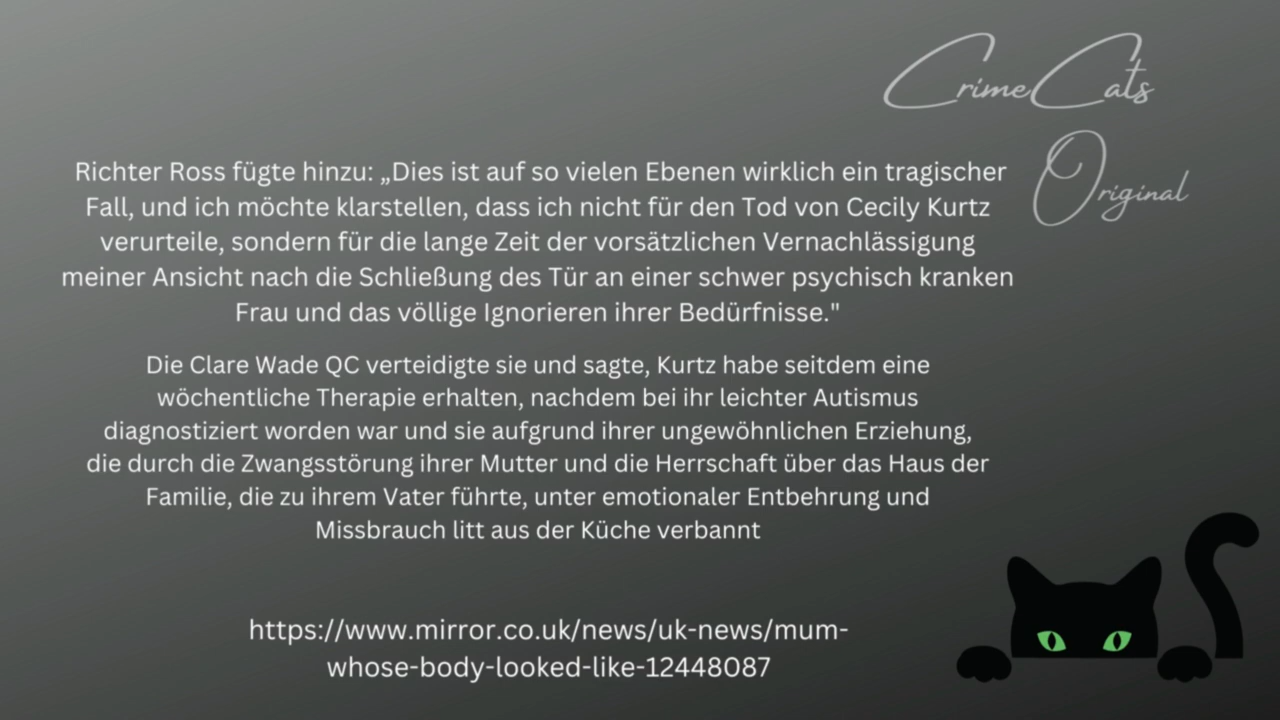 CrimeCats
Original
Richter Ross fügte hinzu: „Dies ist auf so vielen Ebenen wirklich ein tragischer
Fall, und ich möchte klarstellen, dass ich nicht für den Tod von Cecily Kurtz
verurteile, sondern für die lange Zeit der vorsätzlichen Vernachlässigung
meiner Ansicht nach die Schließung des Tür an einer schwer psychisch kranken
Frau und das völlige Ignorieren ihrer Bedürfnisse."
Die Clare Wade QC verteidigte sie und sagte, Kurtz habe seitdem eine
wöchentliche Therapie erhalten, nachdem bei ihr leichter Autismus
diagnostiziert worden war und sie aufgrund ihrer ungewöhnlichen Erziehung,
die durch die Zwangsstörung ihrer Mutter und die Herrschaft über das Haus der
Familie, die zu ihrem Vater führte, unter emotionaler Entbehrung und
Missbrauch litt aus der Küche verbannt
https://www.mirror.co.uk/news/uk-news/mum-
whose-body-looked-like-12448087